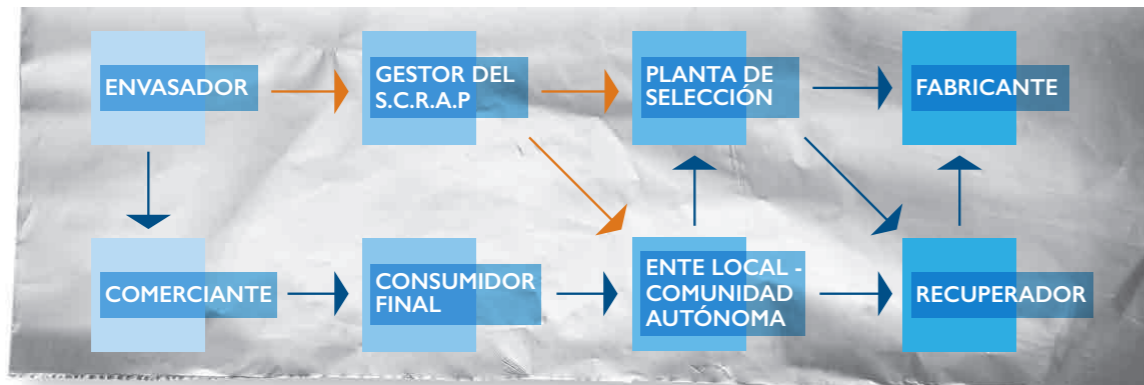 ENVASADOR
GESTOR DEL
S.C.R.A.P
PLANTA DE
SELECCIÓN
FABRICANTE
COMERCIANTE
CONSUMIDOR
FINAL
ENTE LOCAL -
COMUNIDAD
AUTÓNOMA
RECUPERADOR